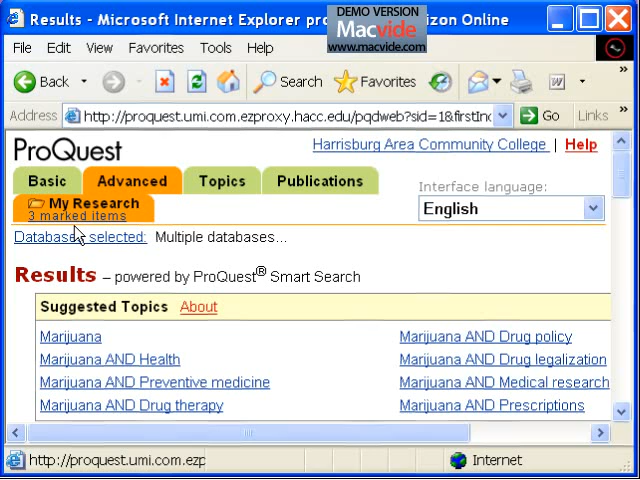 Results - Microsoft Internet Explorer pro
izon Online
DEMO VERSION
Macvide
www.macvide.com
File Edit View Favorites Tools Help
Back Search Favorites
Address http://proquest.umi.com.ezproxy.hacc.edu/pqdweb?sid=1&firstInd Go Links
ProQuest
Harrisburg Area Community College | Help
Basic Advanced Topics Publications
My Research
3 marked items
Interface language:
English
selected: Multiple databases...
Results – powered by ProQuest® Smart Search
Suggested Topics About
Marijuana Marijuana AND Drug policy
Marijuana AND Health Marijuana AND Drug legalization
Marijuana AND Preventive medicine Marijuana AND Medical research
Marijuana AND Drug therapy Marijuana AND Prescriptions
http://proquest.umi.com.ezp Internet